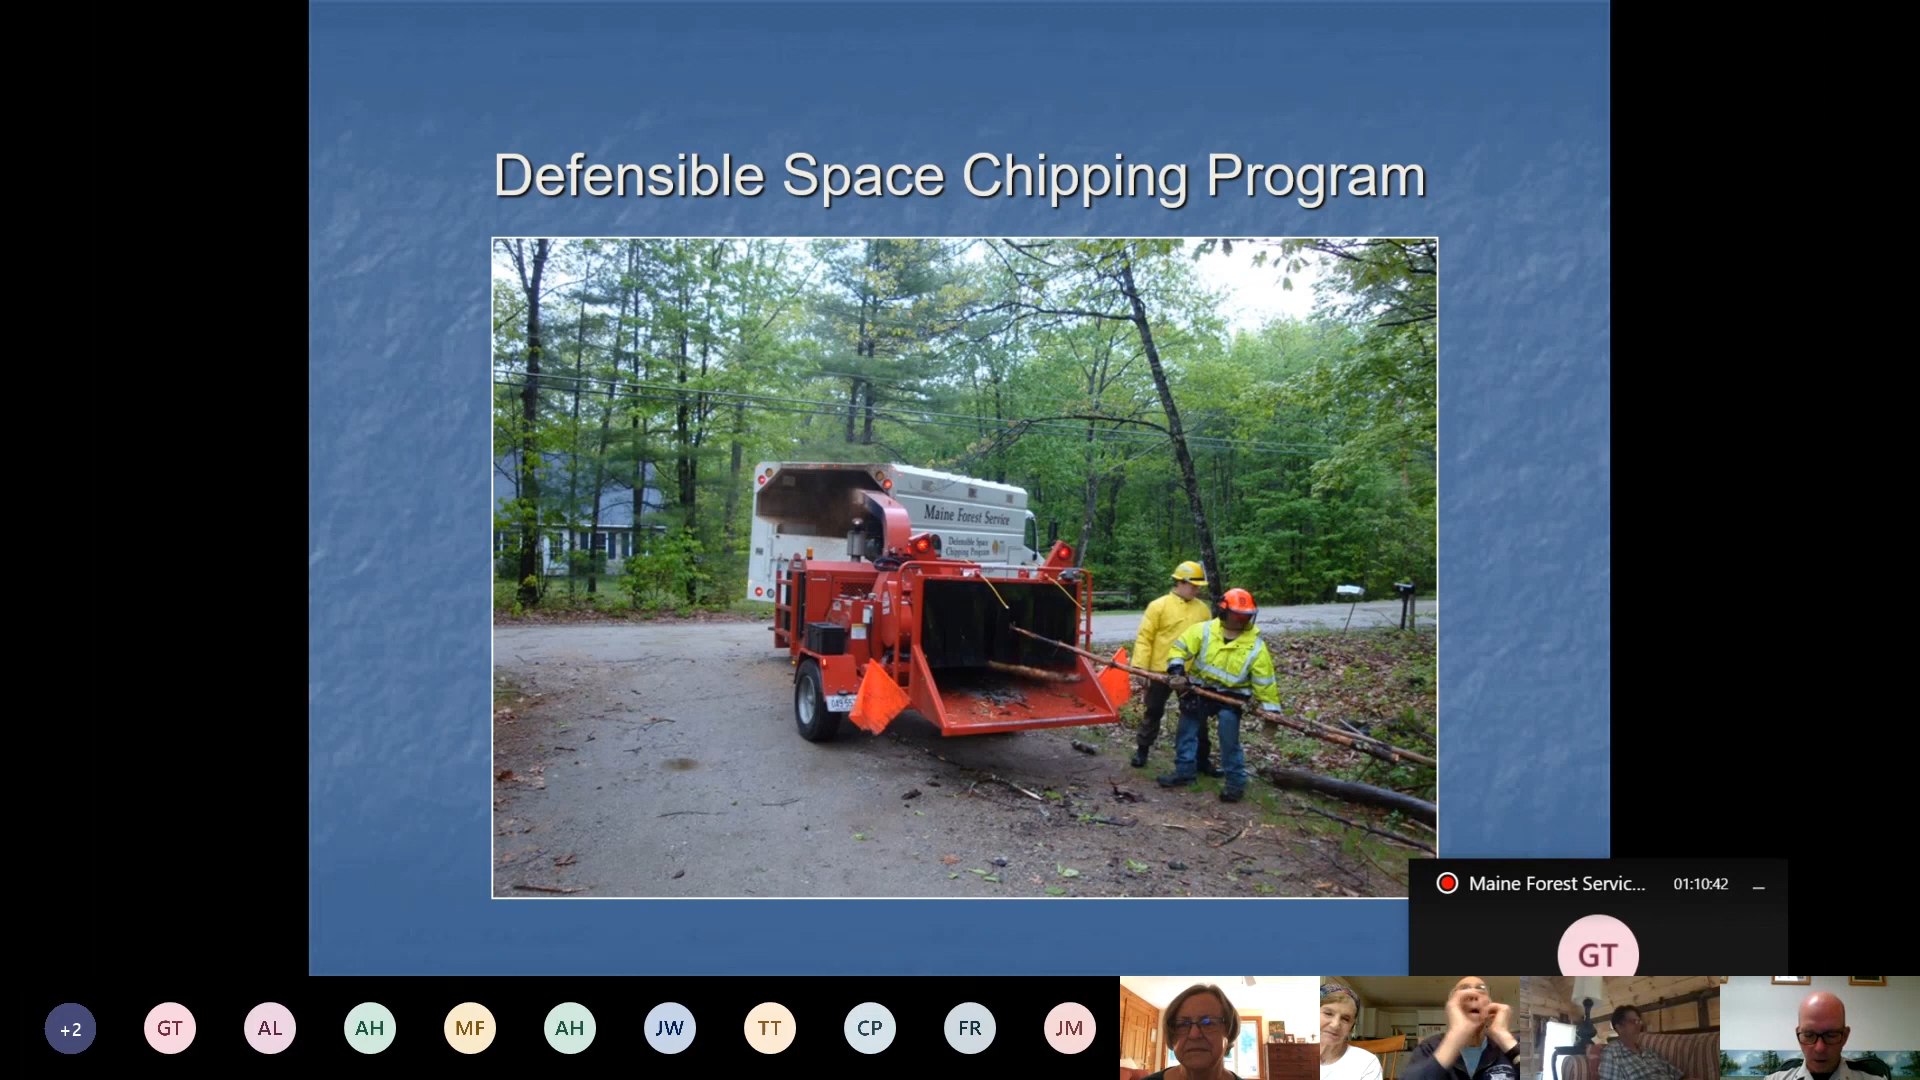 Defensible Space Chipping Program
Maine Forest Service
Defensible Space
Chipping Program
Maine Forest Servic...
01:10:42
GT
+2
GT
AL
AH
MF
AH
JW
TT
CP
FR
JM